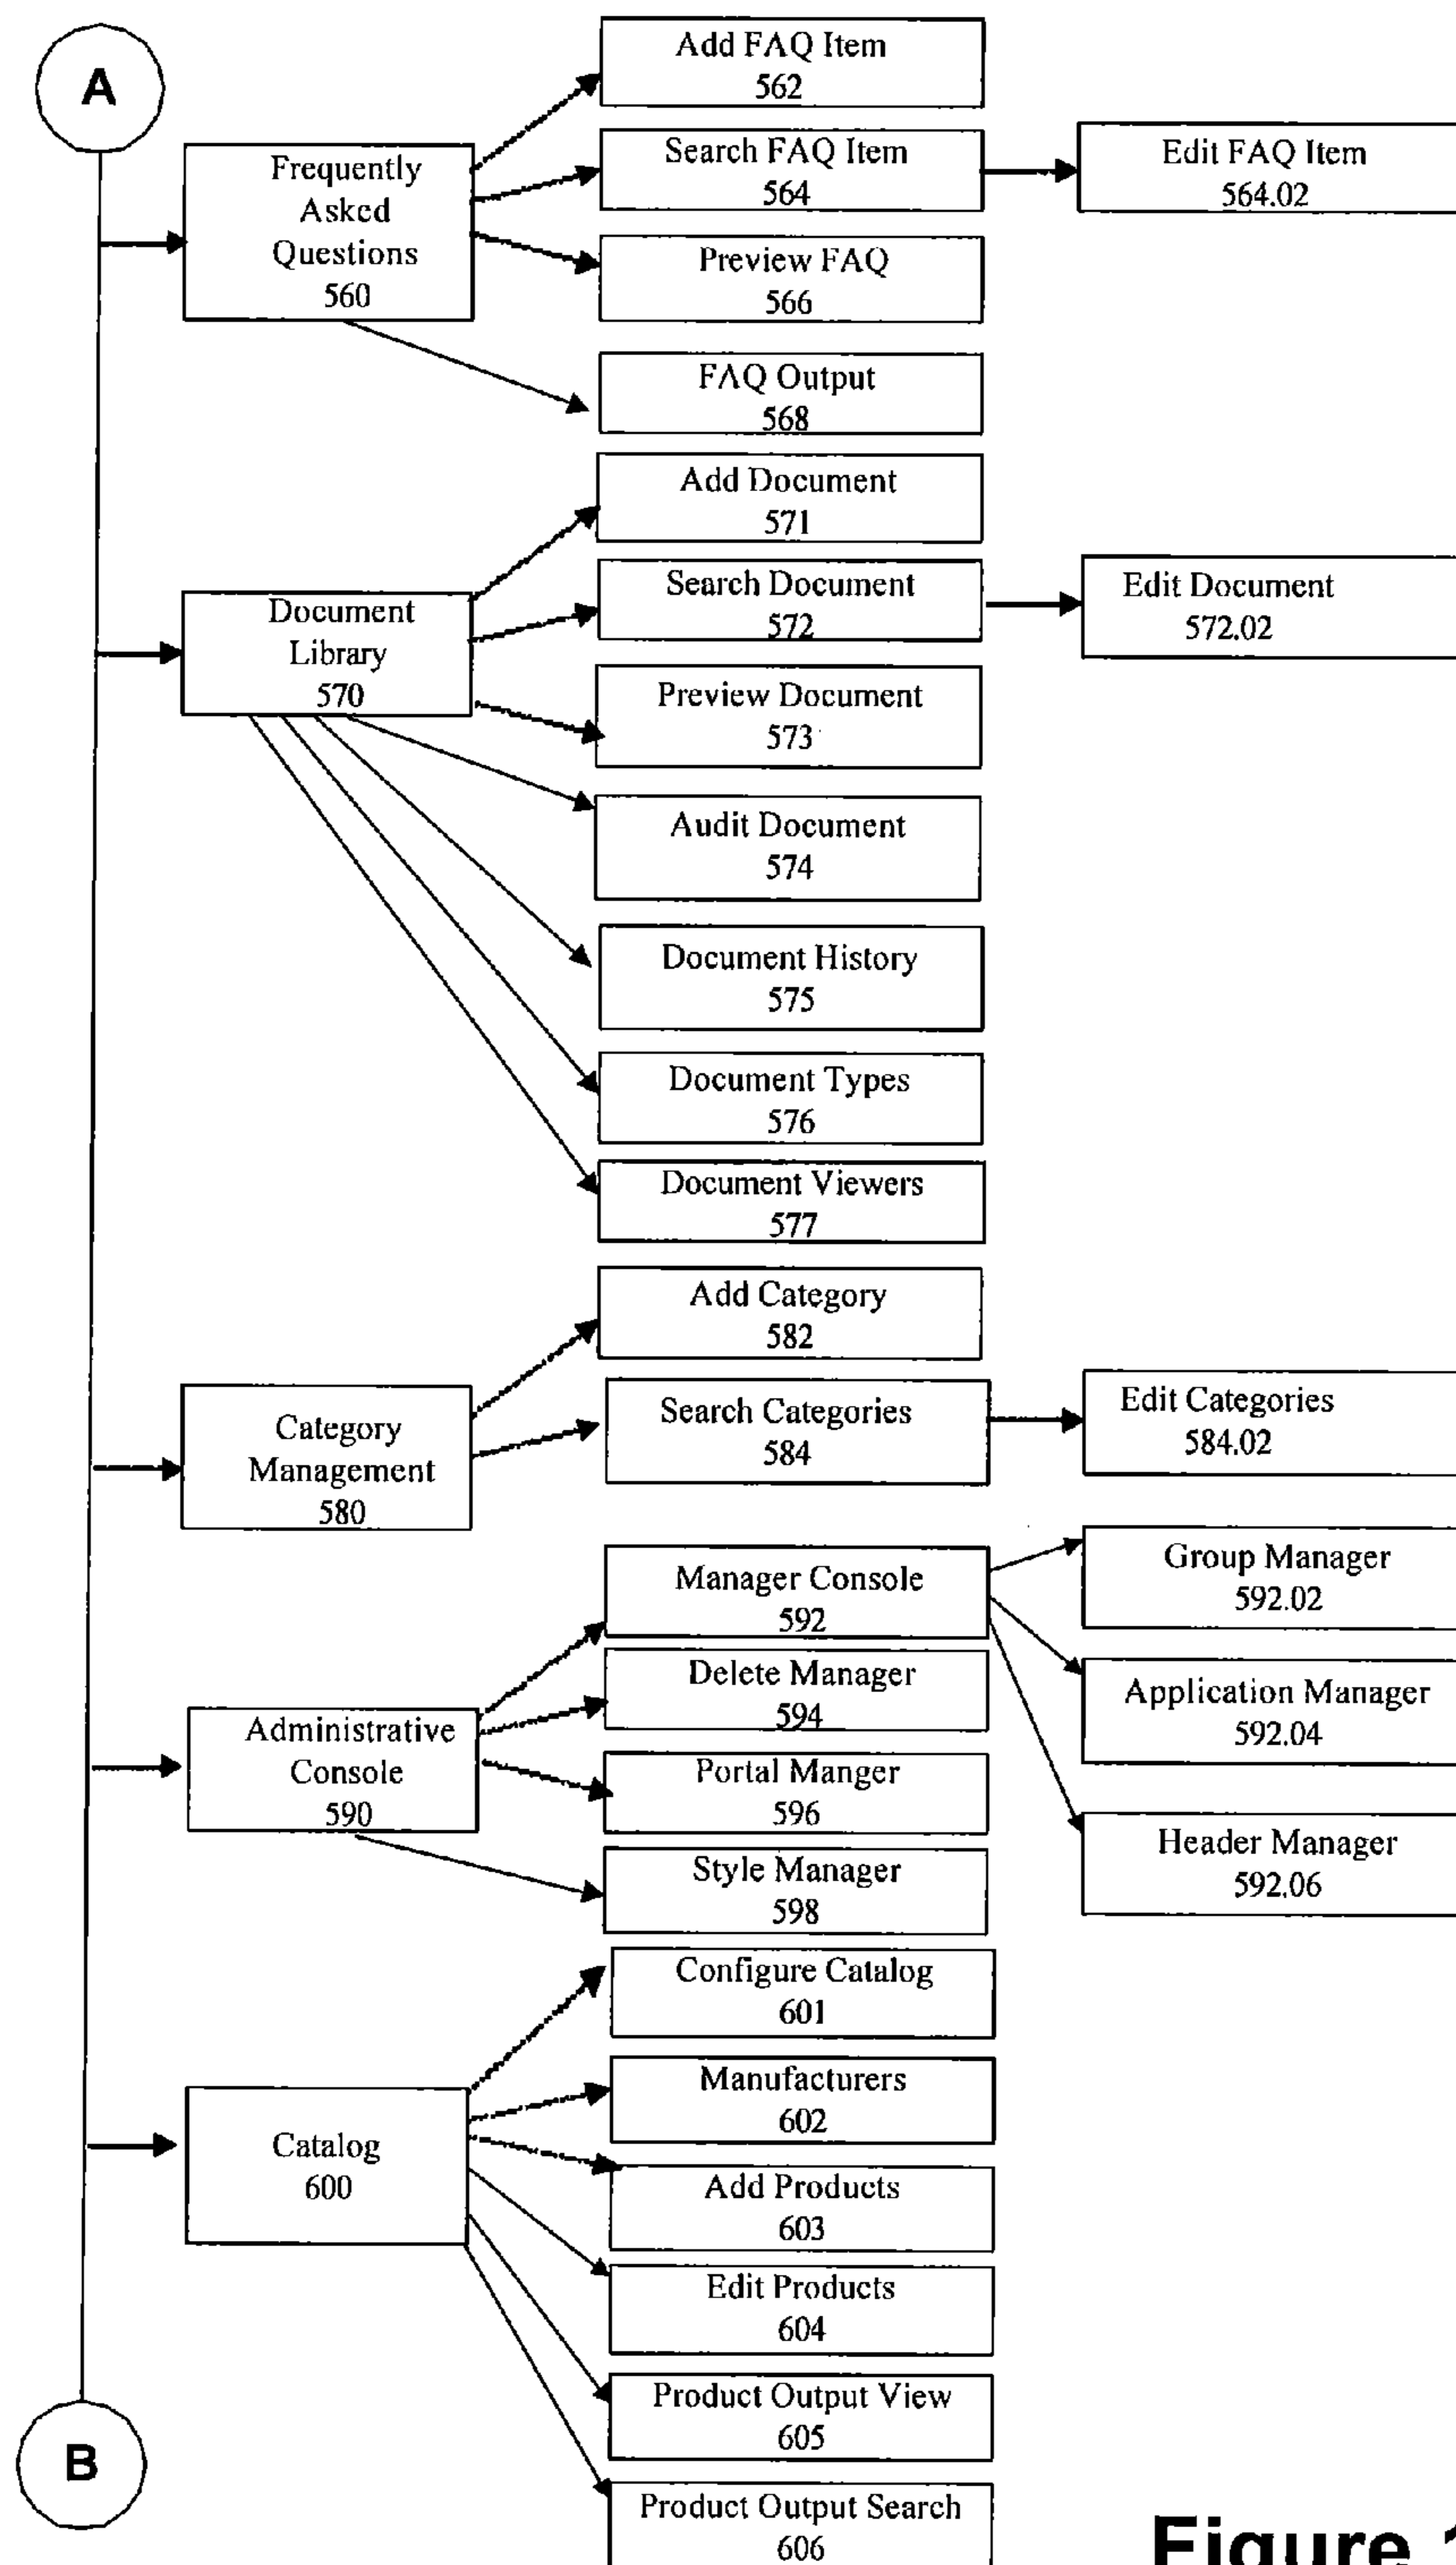 A
Add FAQ Item
562
Frequently
Asked
Questions
560
Search FAQ Item
564
Edit FAQ Item
564.02
Preview FAQ
566
FAQ Output
568
Add Document
571
Document
Library
570
Search Document
572
Edit Document
572.02
Preview Document
573
Audit Document
574
Document History
575
Document Types
576
Document Viewers
577
Add Category
582
Category
Management
580
Search Categories
584
Edit Categories
584.02
Manager Console
592
Group Manager
592.02
Delete Manager
594
Application Manager
592.04
Administrative
Console
590
Portal Manger
596
Header Manager
592.06
Style Manager
598
Configure Catalog
601
Manufacturers
602
Catalog
600
Add Products
603
Edit Products
604
Product Output View
605
B
Product Output Search
606
Figure